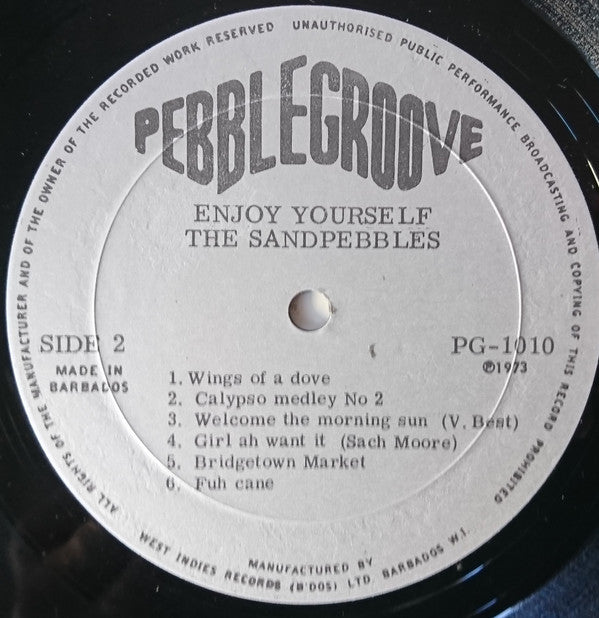 ALL RIGHTS OF THE MANUFACTURER AND OF THE OWNER OF THE RECORDED WORK RESERVED UNAUTHORISED PUBLIC PERFORMANCE BROADCASTING AND COPYING OF THIS RECORD PROHIBITED
PEBBLEGROOVE
ENJOY YOURSELF
THE SANDPEBBLES
SIDE 2
PG-1010
MADE IN
BARBADOS
℗1973
1. Wings of a dove
2. Calypso medley No 2
3. Welcome the morning sun (V. Best)
4. Girl ah want it (Sach Moore)
5. Bridgetown Market
6. Fuh cane
MANUFACTURED BY
WEST INDIES RECORDS (B'DOS) LTD. BARBADOS W.I.